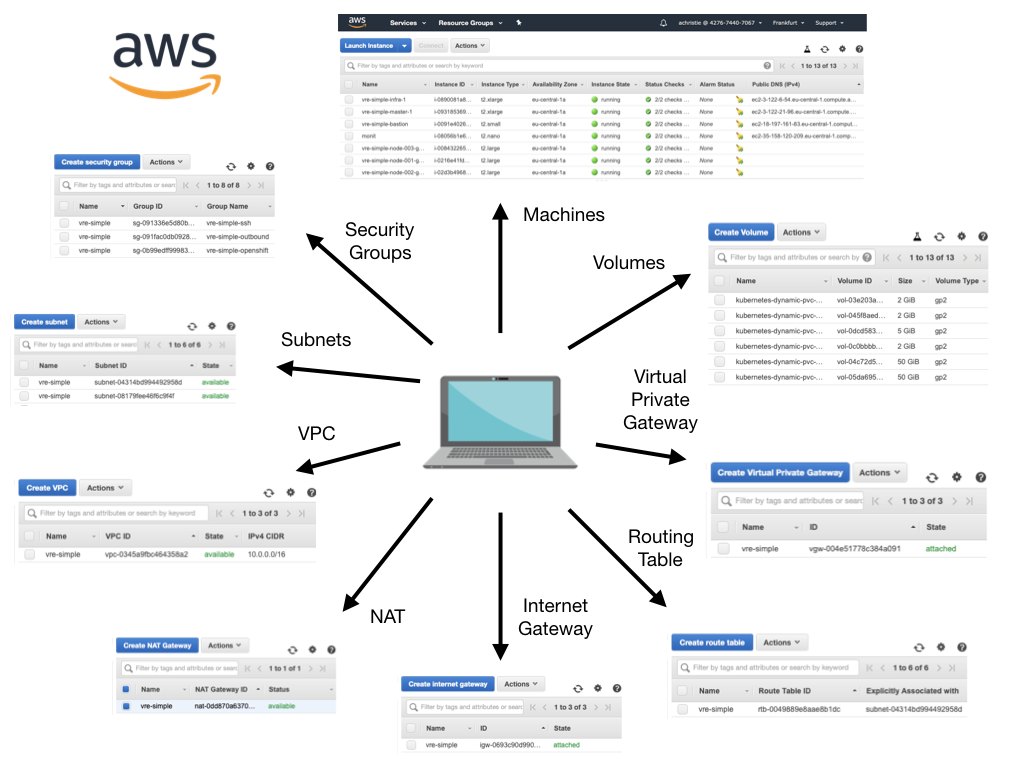 aws
aws Services Resource Groups achristie @ 4276-7440-7067 Frankfurt Support
Launch Instance Connect Actions
Filter by tags and attributes or search by keyword 1 to 13 of 13
Name Instance ID Instance Type Availability Zone Instance State Status Checks Alarm Status Public DNS (IPv4)
vre-simple-infra-1 i-0890081a8... t2.xlarge eu-central-1a running 2/2 checks ... None ec2-3-122-6-54.eu-central-1.compute.a...
vre-simple-master-1 i-093185369... t2.xlarge eu-central-1a running 2/2 checks ... None ec2-3-122-21-96.eu-central-1.compute...
vre-simple-bastion i-0091e4026... t2.small eu-central-1a running 2/2 checks ... None ec2-18-197-161-83.eu-central-1.comput...
monit i-08056b1e6... t2.nano eu-central-1a running 2/2 checks ... None ec2-35-158-120-209.eu-central-1.comp...
vre-simple-node-003-g... i-008432265... t2.large eu-central-1a running 2/2 checks ... None
vre-simple-node-001-g... i-0216e41fd... t2.large eu-central-1a running 2/2 checks ... None
vre-simple-node-002-g... i-02d3b4968... t2.large eu-central-1a running 2/2 checks ... None
Create security group Actions
Filter by tags and attributes or search 1 to 8 of 8
Name Group ID Group Name
vre-simple sg-091336e5d80b... vre-simple-ssh
vre-simple sg-091fac0db0928... vre-simple-outbound
vre-simple sg-0b99edff99983... vre-simple-openshift
Security
Groups
Machines
Volumes
Create Volume Actions
Filter by tags and attributes or search by 1 to 13 of 13
Name Volume ID Size Volume Type
kubernetes-dynamic-pvc-... vol-03e203a... 2 GiB gp2
kubernetes-dynamic-pvc-... vol-045f8aed... 2 GiB gp2
kubernetes-dynamic-pvc-... vol-0dcd583... 5 GiB gp2
kubernetes-dynamic-pvc-... vol-0c0bbbb... 2 GiB gp2
kubernetes-dynamic-pvc-... vol-04c72d5... 50 GiB gp2
kubernetes-dynamic-pvc-... vol-05da695... 50 GiB gp2
Create subnet Actions
Filter by tags and attributes or search by keyword 1 to 6 of 6
Name Subnet ID State
vre-simple subnet-04314bd994492958d available
vre-simple subnet-08179fee46f6c9f4f available
Subnets
Virtual
Private
Gateway
VPC
Create VPC Actions
Filter by tags and attributes or search by keyword 1 to 3 of 3
Name VPC ID State IPv4 CIDR
vre-simple vpc-0345a9fbc464358a2 available 10.0.0.0/16
Create Virtual Private Gateway Actions
Filter by tags and attributes or search 1 to 3 of 3
Name ID State
vre-simple vgw-004e51778c384a091 attached
Routing
Table
NAT
Internet
Gateway
Create NAT Gateway Actions
Filter by tags and attributes or search 1 to 1 of 1
Name NAT Gateway ID Status
vre-simple nat-0dd870a6370... available
Create internet gateway Actions
Filter by tags and attributes or search 1 to 3 of 3
Name ID State
vre-simple igw-0693c90d990... attached
Create route table Actions
Filter by tags and attributes or search by keyword 1 to 6 of 6
Name Route Table ID Explicitly Associated with
vre-simple rtb-0049889e8aae8b1dc subnet-04314bd994492958d